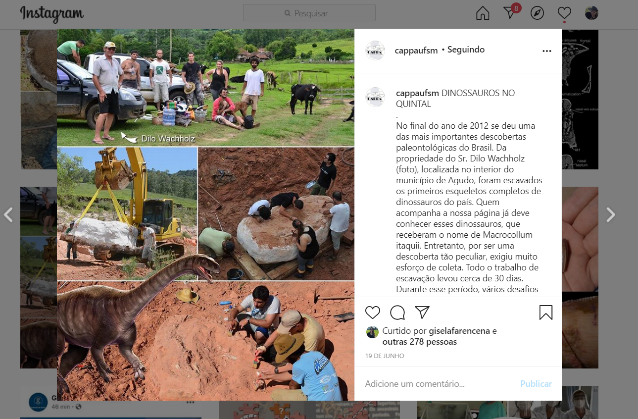 Instagram
Pesquisar
8
Dilo Wachholz
cappaufsm • Seguindo
cappaufsm DINOSSAUROS NO
QUINTAL
.
No final do ano de 2012 se deu uma
das mais importantes descobertas
paleontológicas do Brasil. Da
propriedade do Sr. Dilo Wachholz
(foto), localizada no interior do
município de Agudo, foram escavados
os primeiros esqueletos completos de
dinosauros do país. Quem
acompanha a nossa página já deve
conhecer esses dinosauros, que
receberam o nome de Macrocollum
itaquii. Entretanto, por ser uma
descoberta tão peculiar, exigiu muito
esforço de coleta. Todo o trabalho de
escavação levou cerca de 30 dias.
Durante esse período, vários desafios
Curtido por giselafarencena e
outras 278 pessoas
19 DE JUNHO
Adicione um comentário...
Publicar